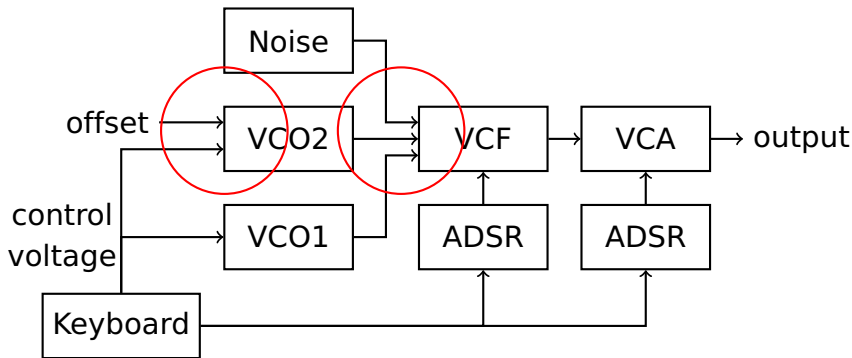 Noise
offset
VCO2
VCF
VCA
output
control
voltage
VCO1
ADSR
ADSR
Keyboard